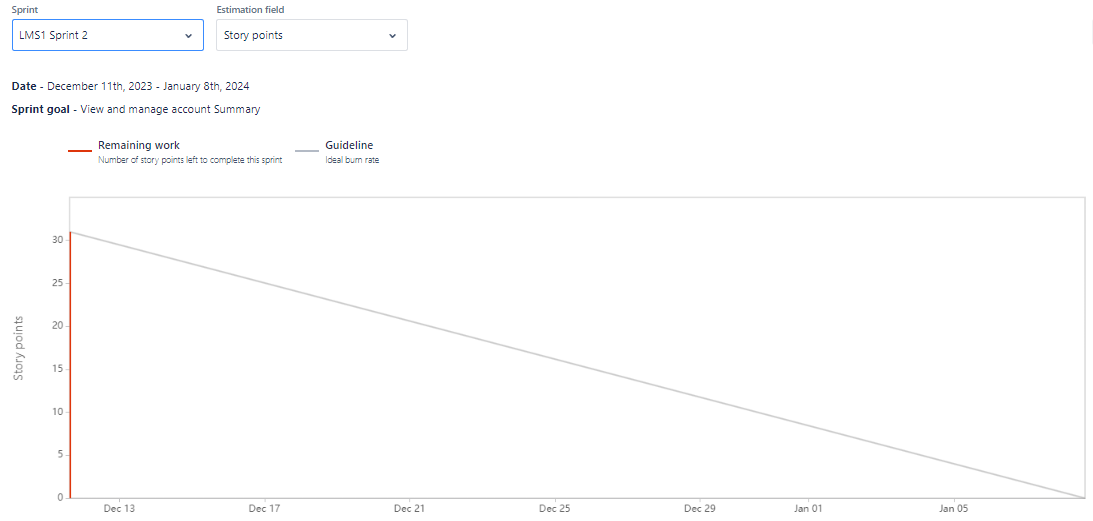 Sprint
Estimation field
LMS1 Sprint 2
Story points
Date - December 11th, 2023 - January 8th, 2024
Sprint goal - View and manage account Summary
Remaining work
Number of story points left to complete this sprint
Guideline
Ideal burn rate
Story points
30
25
20
15
10
5
0
Dec 13
Dec 17
Dec 21
Dec 25
Dec 29
Jan 01
Jan 05